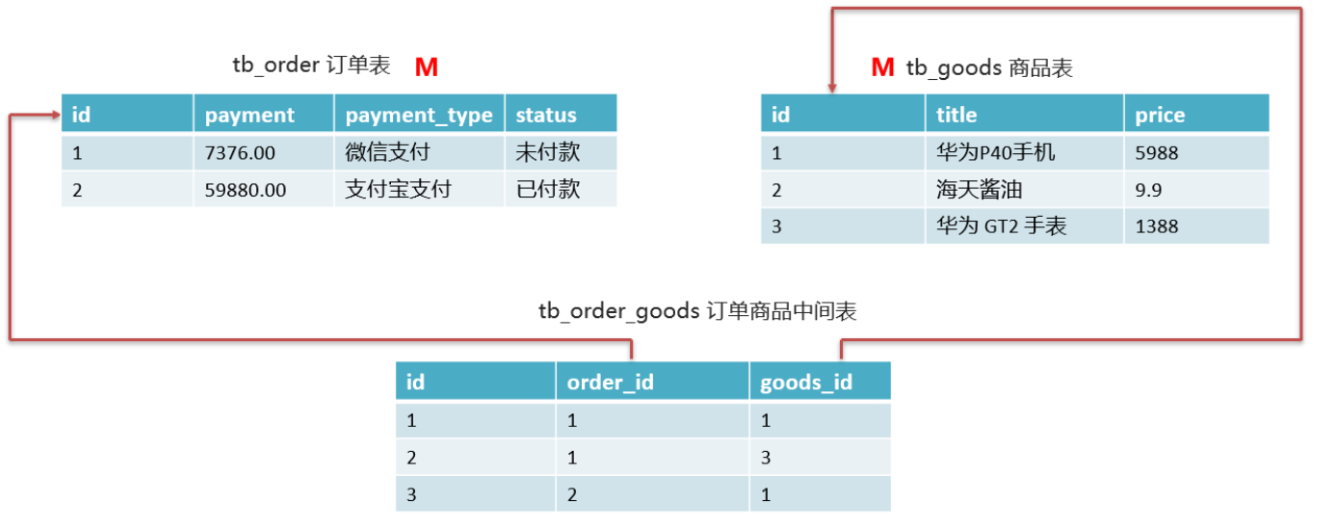 tb_order 订单表 M
id payment payment_type status
1 7376.00 微信支付 未付款
2 59880.00 支付宝支付 已付款
M tb_goods 商品表
id title price
1 华为P40手机 5988
2 海天酱油 9.9
3 华为 GT2 手表 1388
tb_order_goods 订单商品中间表
id order_id goods_id
1 1 1
2 1 3
3 2 1